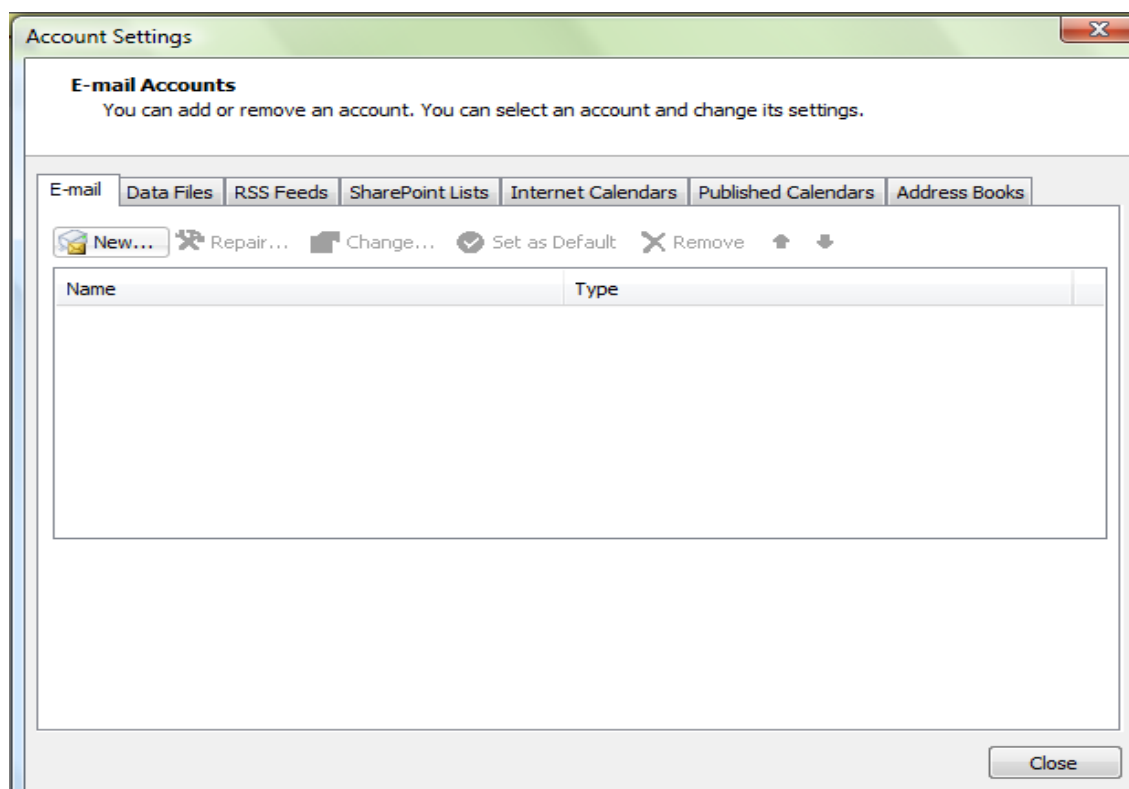 Account Settings
E-mail Accounts
You can add or remove an account. You can select an account and change its settings.
E-mail Data Files RSS Feeds SharePoint Lists Internet Calendars Published Calendars Address Books
New... Repair... Change... Set as Default Remove
Name Type
Close